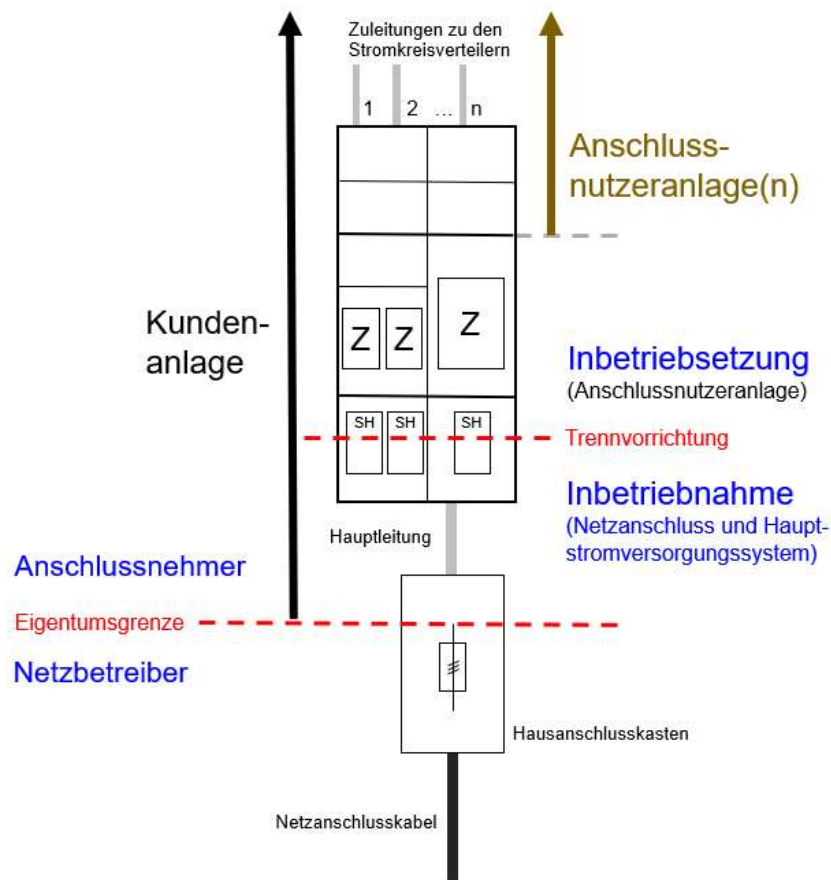 Zuleitungen zu den
Stromkreisverteilern
1 2 ... n
Anschluss-
nutzeranlage(n)
Kunden-
anlage
Z Z Z
Inbetriebsetzung
(Anschlussnutzeranlage)
SH SH SH
Trennvorrichtung
Inbetriebnahme
(Netzanschluss und Haupt-
stromversorgungssystem)
Hauptleitung
Anschlussnehmer
Eigentumsgrenze
Netzbetreiber
Hausanschlusskasten
Netzanschlusskabel